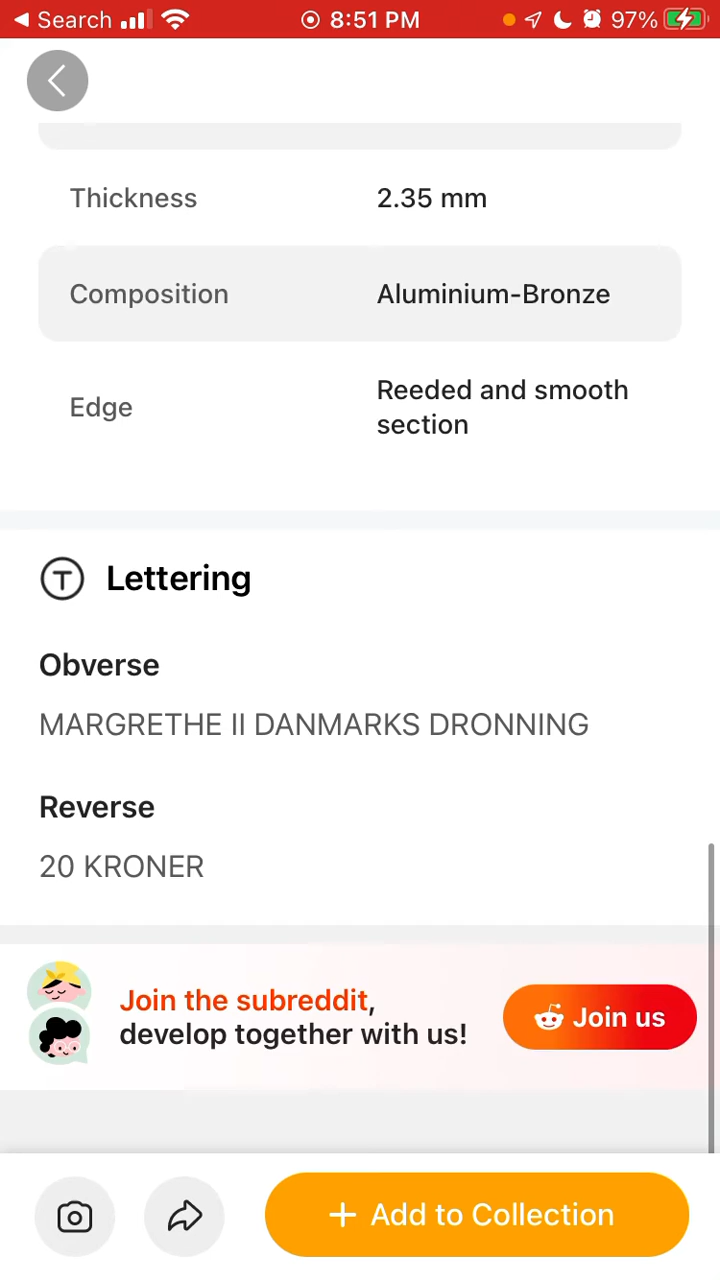 Search 8:51 PM 97%
Thickness 2.35 mm
Composition Aluminium-Bronze
Edge Reeded and smooth
section
T Lettering
Obverse
MARGRETHE II DANMARKS DRONNING
Reverse
20 KRONER
Join the subreddit,
develop together with us!
Join us
+ Add to Collection